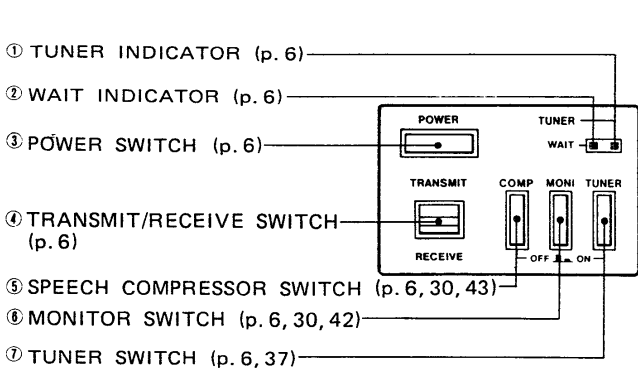 ① TUNER INDICATOR (p. 6)
② WAIT INDICATOR (p. 6)
③ POWER SWITCH (p. 6)
④ TRANSMIT/RECEIVE SWITCH
(p. 6)
⑤ SPEECH COMPRESSOR SWITCH (p. 6, 30, 43)
⑥ MONITOR SWITCH (p. 6, 30, 42)
⑦ TUNER SWITCH (p. 6, 37)
POWER
TUNER
WAIT
TRANSMIT
COMP MONI TUNER
RECEIVE
OFF ON